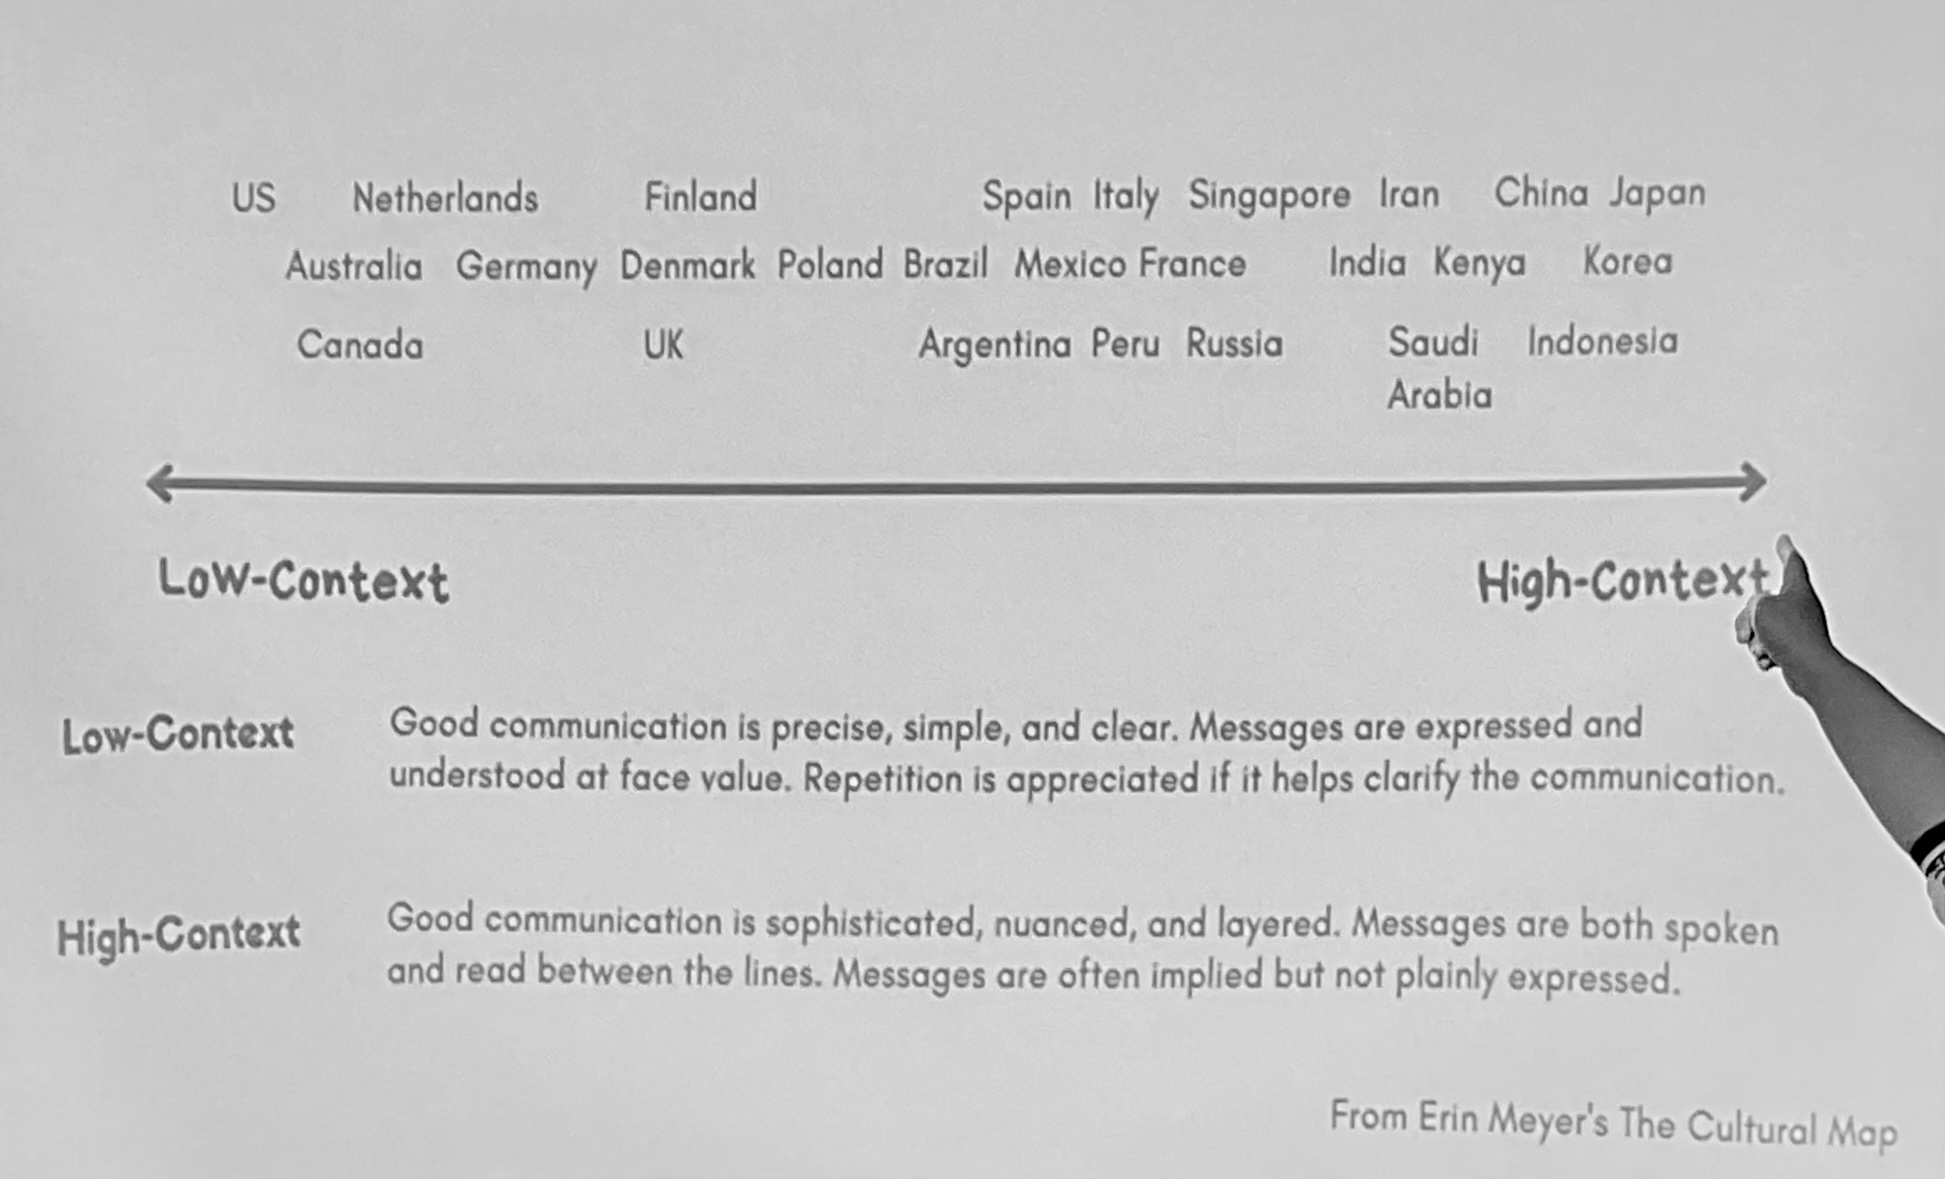 US Netherlands Finland Spain Italy Singapore Iran China Japan
Australia Germany Denmark Poland Brazil Mexico France India Kenya Korea
Canada UK Argentina Peru Russia Saudi Indonesia
Arabia
Low-Context High-Context
Low-Context Good communication is precise, simple, and clear. Messages are expressed and
understood at face value. Repetition is appreciated if it helps clarify the communication.
High-Context Good communication is sophisticated, nuanced, and layered. Messages are both spoken
and read between the lines. Messages are often implied but not plainly expressed.
From Erin Meyer's The Cultural Map